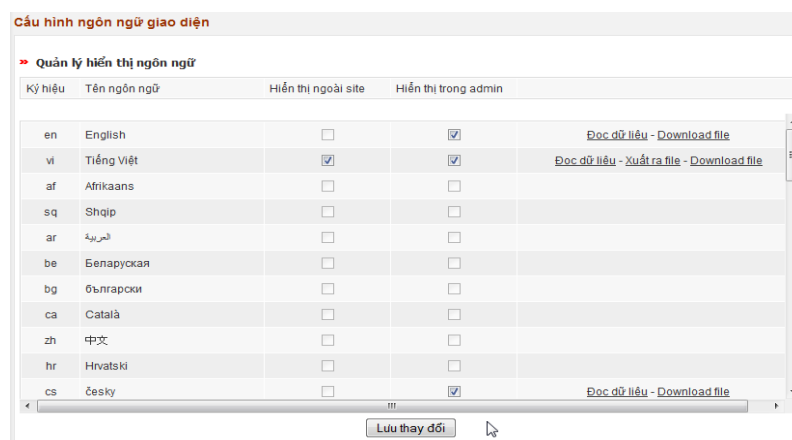 Cấu hình ngôn ngữ giao diện
» Quản lý hiển thị ngôn ngữ
Ký hiệu Tên ngôn ngữ Hiển thị ngoài site Hiển thị trong admin
en English Đọc dữ liệu - Download file
vi Tiếng Việt Đọc dữ liệu - Xuất ra file - Download file
af Afrikaans
sq Shqip
ar العربية
be Беларуская
bg български
ca Català
zh 中文
hr Hrvatski
cs česky Đọc dữ liệu - Download file
Lưu thay đổi